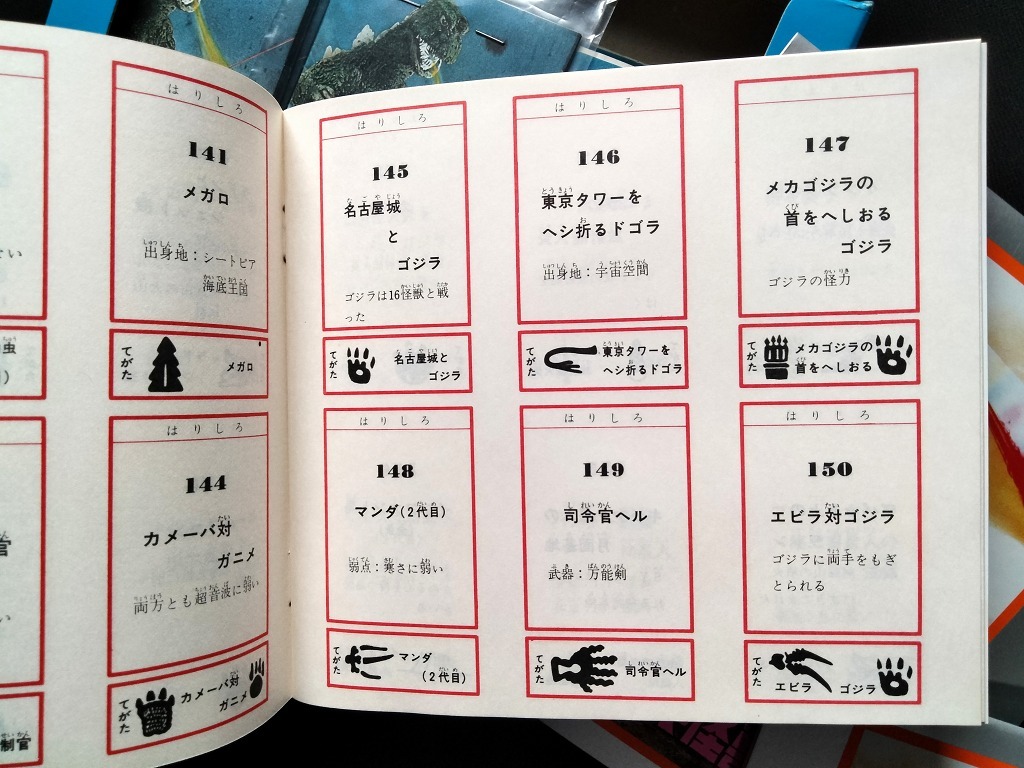 せい
虫
)
はりしろ
141
メガロ
出身地：シートピア
海底王国
てがた
メガロ
はりしろ
144
カメーバ対
ガニメ
両方とも超音波に弱い
てがた
カメーバ対
ガニメ
官
い
制官
はりしろ
145
名古屋城
と
ゴジラ
ゴジラは16怪獣と戦
った
てがた
名古屋城と
ゴジラ
はりしろ
146
東京タワーを
ヘシ折るドゴラ
出身地：宇宙空間
てがた
東京タワーを
ヘシ折るドゴラ
147
メカゴジラの
首をへしおる
ゴジラ
ゴジラの怪力
てがた
メカゴジラの
首をへしおる
はりしろ
148
マンダ(2代目)
弱点：寒さに弱い
てがた
マンダ
(2代目)
はりしろ
149
司令官ヘル
武器：万能剣
てがた
司令官ヘル
はりしろ
150
エビラ対ゴジラ
ゴジラに両手をもぎ
とられる
てがた
エビラ
ゴジラ